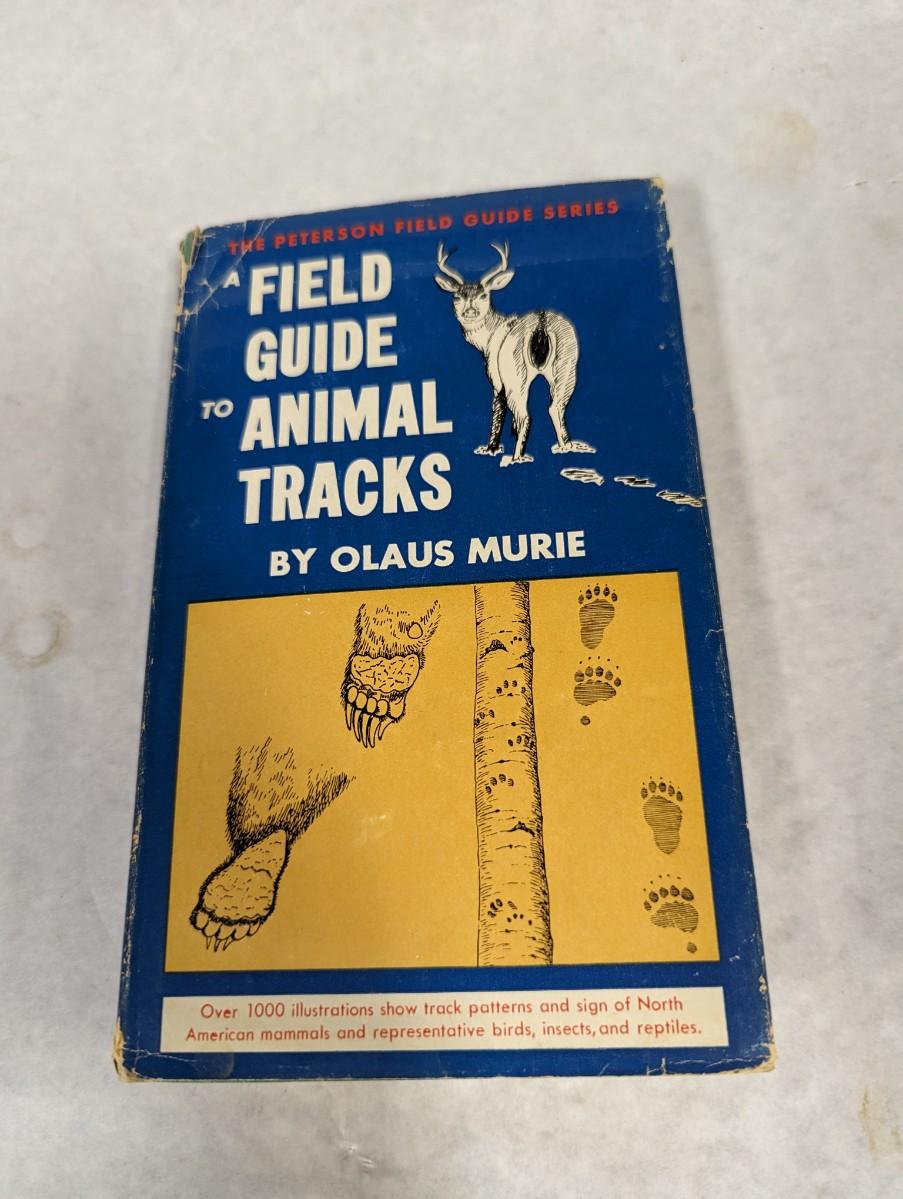 THE PETERSON FIELD GUIDE SERIES
A FIELD
GUIDE
TO ANIMAL
TRACKS
BY OLAUS MURIE
Over 1000 illustrations show track patterns and sign of North
American mammals and representative birds, insects, and reptiles.